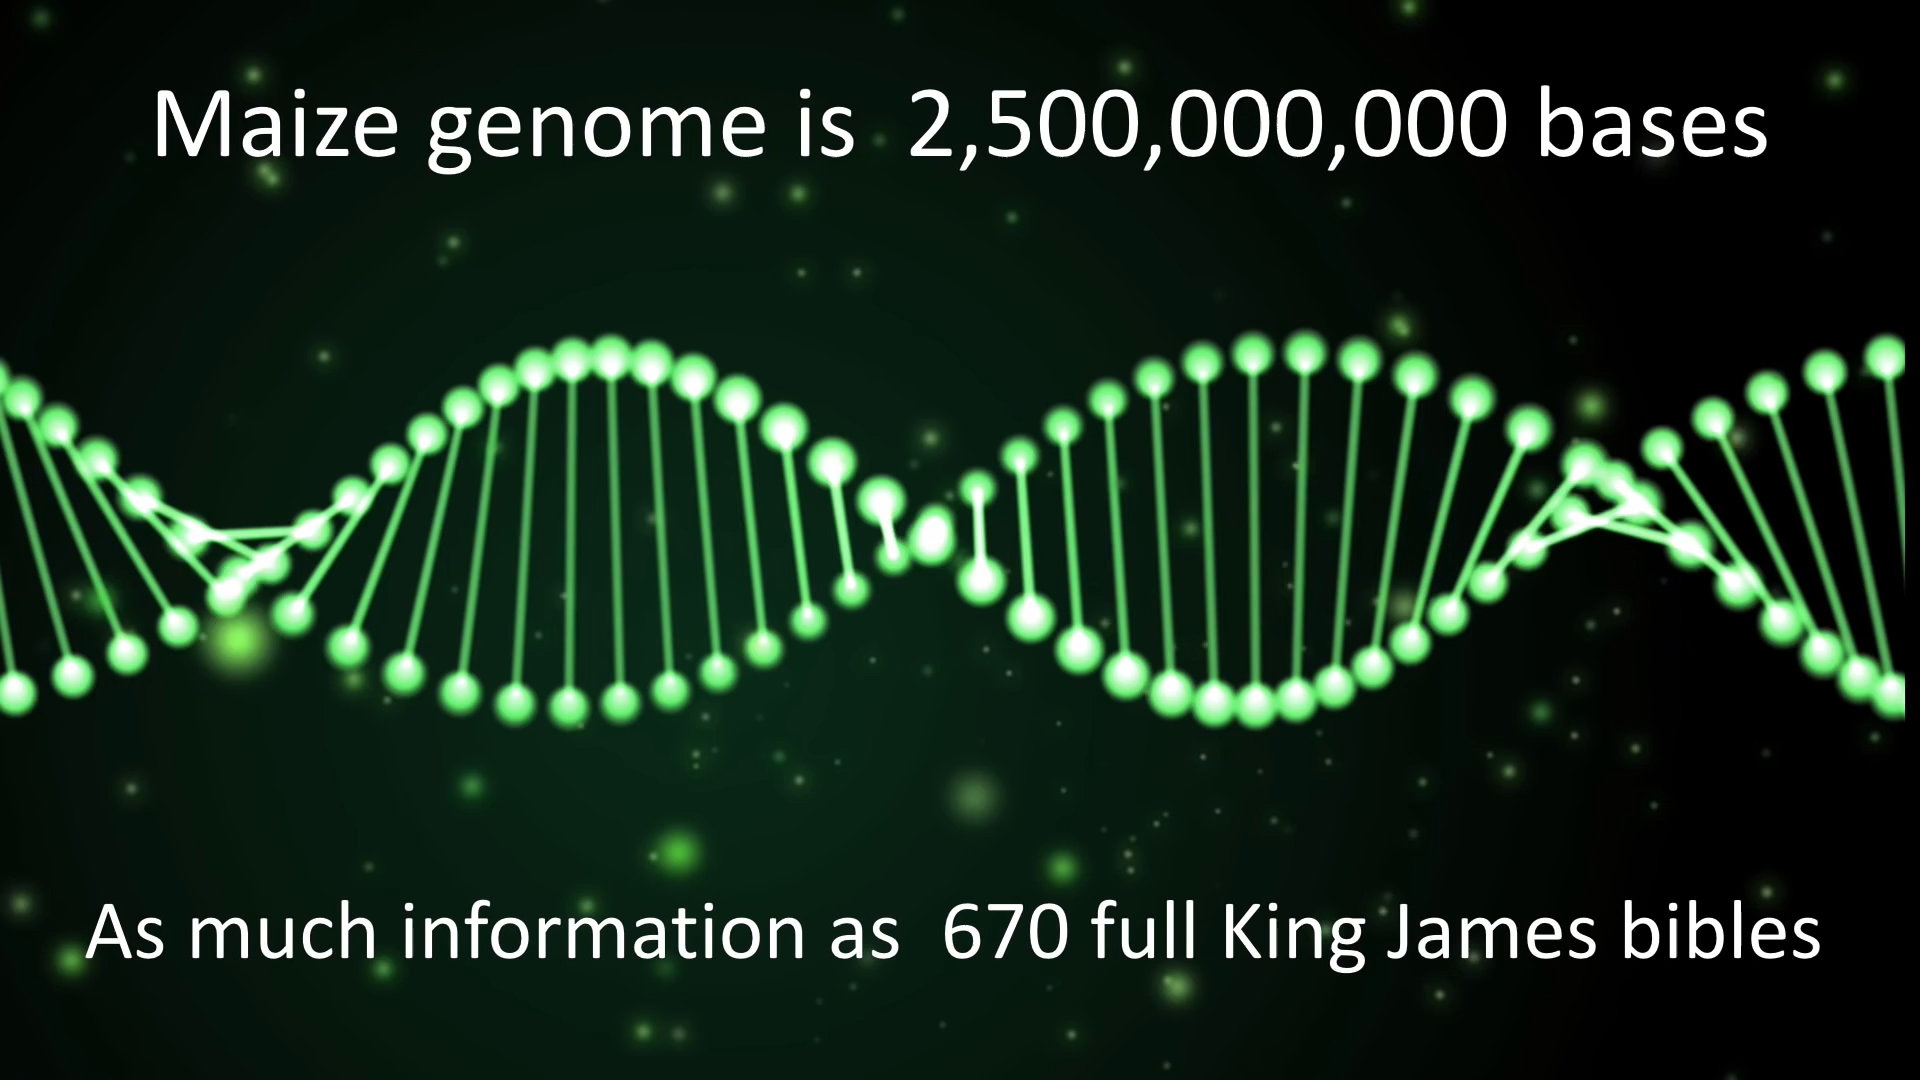 Maize genome is  2,500,000,000 bases
As much information as  670 full King James bibles